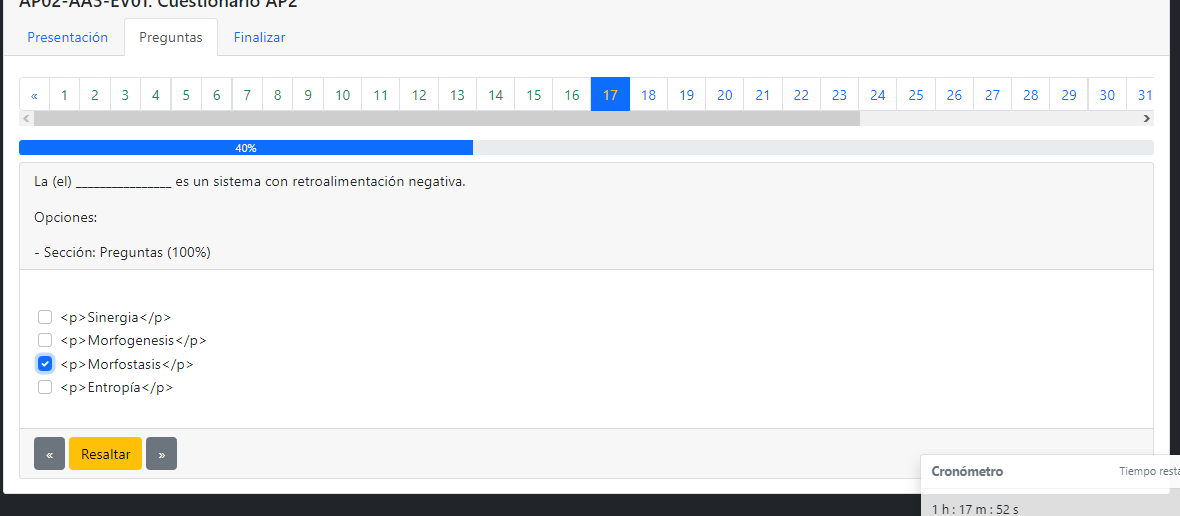 AP02-AA3-EV01. Cuestionario AP2
Presentación Preguntas Finalizar
« 1 2 3 4 5 6 7 8 9 10 11 12 13 14 15 16 17 18 19 20 21 22 23 24 25 26 27 28 29 30 31
40%
La (el) ________________ es un sistema con retroalimentación negativa.
Opciones:
- Sección: Preguntas (100%)
<p>Sinergia</p>
<p>Morfogenesis</p>
<p>Morfostasis</p>
<p>Entropía</p>
« Resaltar »
Cronómetro Tiempo resta
1 h : 17 m : 52 s